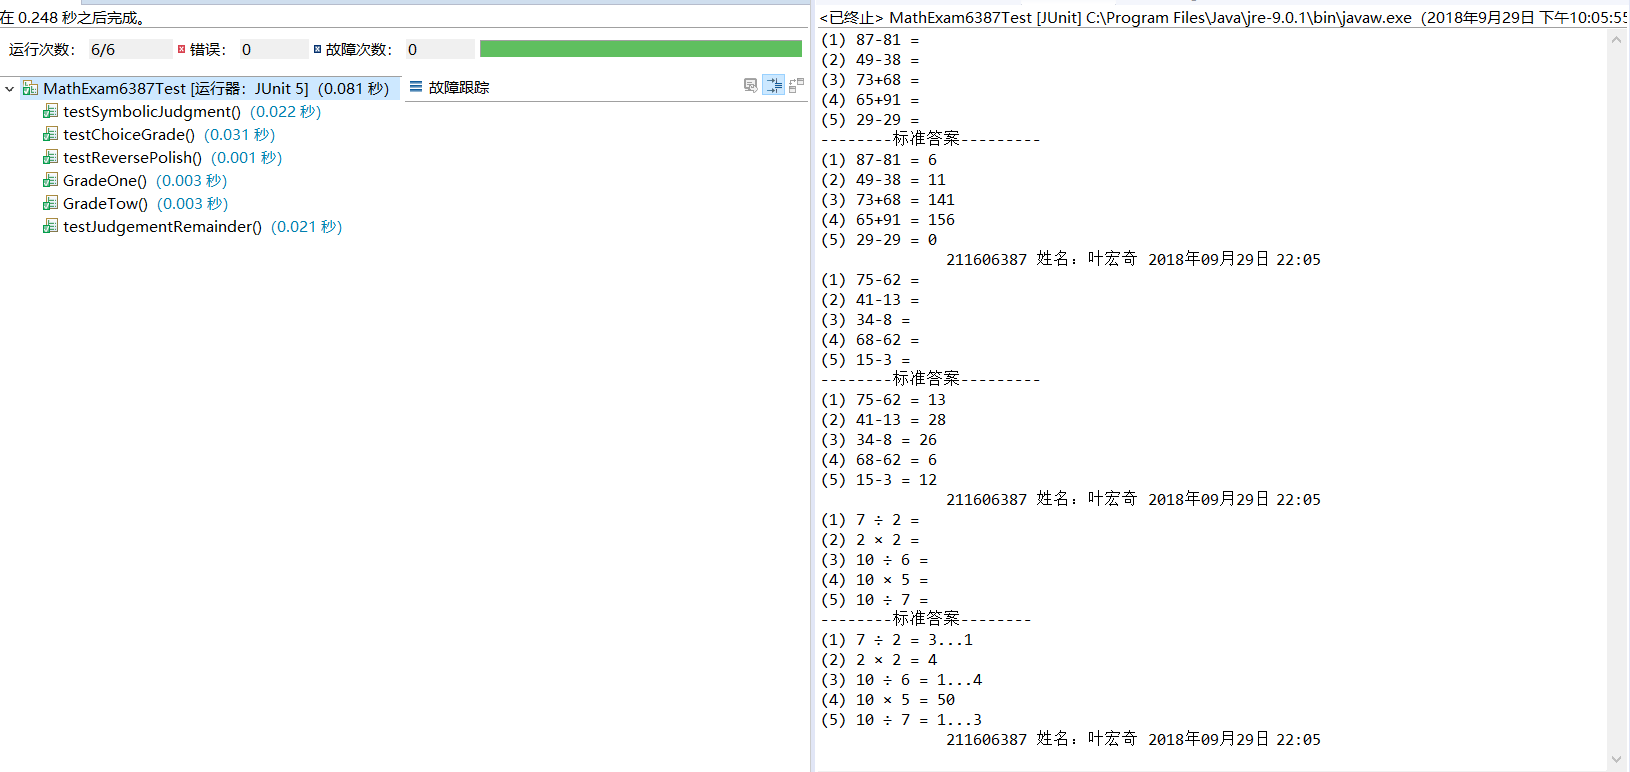 在 0.248 秒之后完成。
运行次数： 6/6 错误： 0 故障次数： 0
MathExam6387Test [运行器：JUnit 5] (0.081 秒)
testSymbolicJudgment() (0.022 秒)
testChoiceGrade() (0.031 秒)
testReversePolish() (0.001 秒)
GradeOne() (0.003 秒)
GradeTow() (0.003 秒)
testJudgementRemainder() (0.021 秒)
故障跟踪
<已终止> MathExam6387Test [JUnit] C:\Program Files\Java\jre-9.0.1\bin\javaw.exe（2018年9月29日 下午10:05:55
(1) 87-81 =
(2) 49-38 =
(3) 73+68 =
(4) 65+91 =
(5) 29-29 =
--------标准答案---------
(1) 87-81 = 6
(2) 49-38 = 11
(3) 73+68 = 141
(4) 65+91 = 156
(5) 29-29 = 0
211606387 姓名：叶宏奇 2018年09月29日 22:05
(1) 75-62 =
(2) 41-13 =
(3) 34-8 =
(4) 68-62 =
(5) 15-3 =
--------标准答案---------
(1) 75-62 = 13
(2) 41-13 = 28
(3) 34-8 = 26
(4) 68-62 = 6
(5) 15-3 = 12
211606387 姓名：叶宏奇 2018年09月29日 22:05
(1) 7 ÷ 2 =
(2) 2 × 2 =
(3) 10 ÷ 6 =
(4) 10 × 5 =
(5) 10 ÷ 7 =
--------标准答案--------
(1) 7 ÷ 2 = 3...1
(2) 2 × 2 = 4
(3) 10 ÷ 6 = 1...4
(4) 10 × 5 = 50
(5) 10 ÷ 7 = 1...3
211606387 姓名：叶宏奇 2018年09月29日 22:05